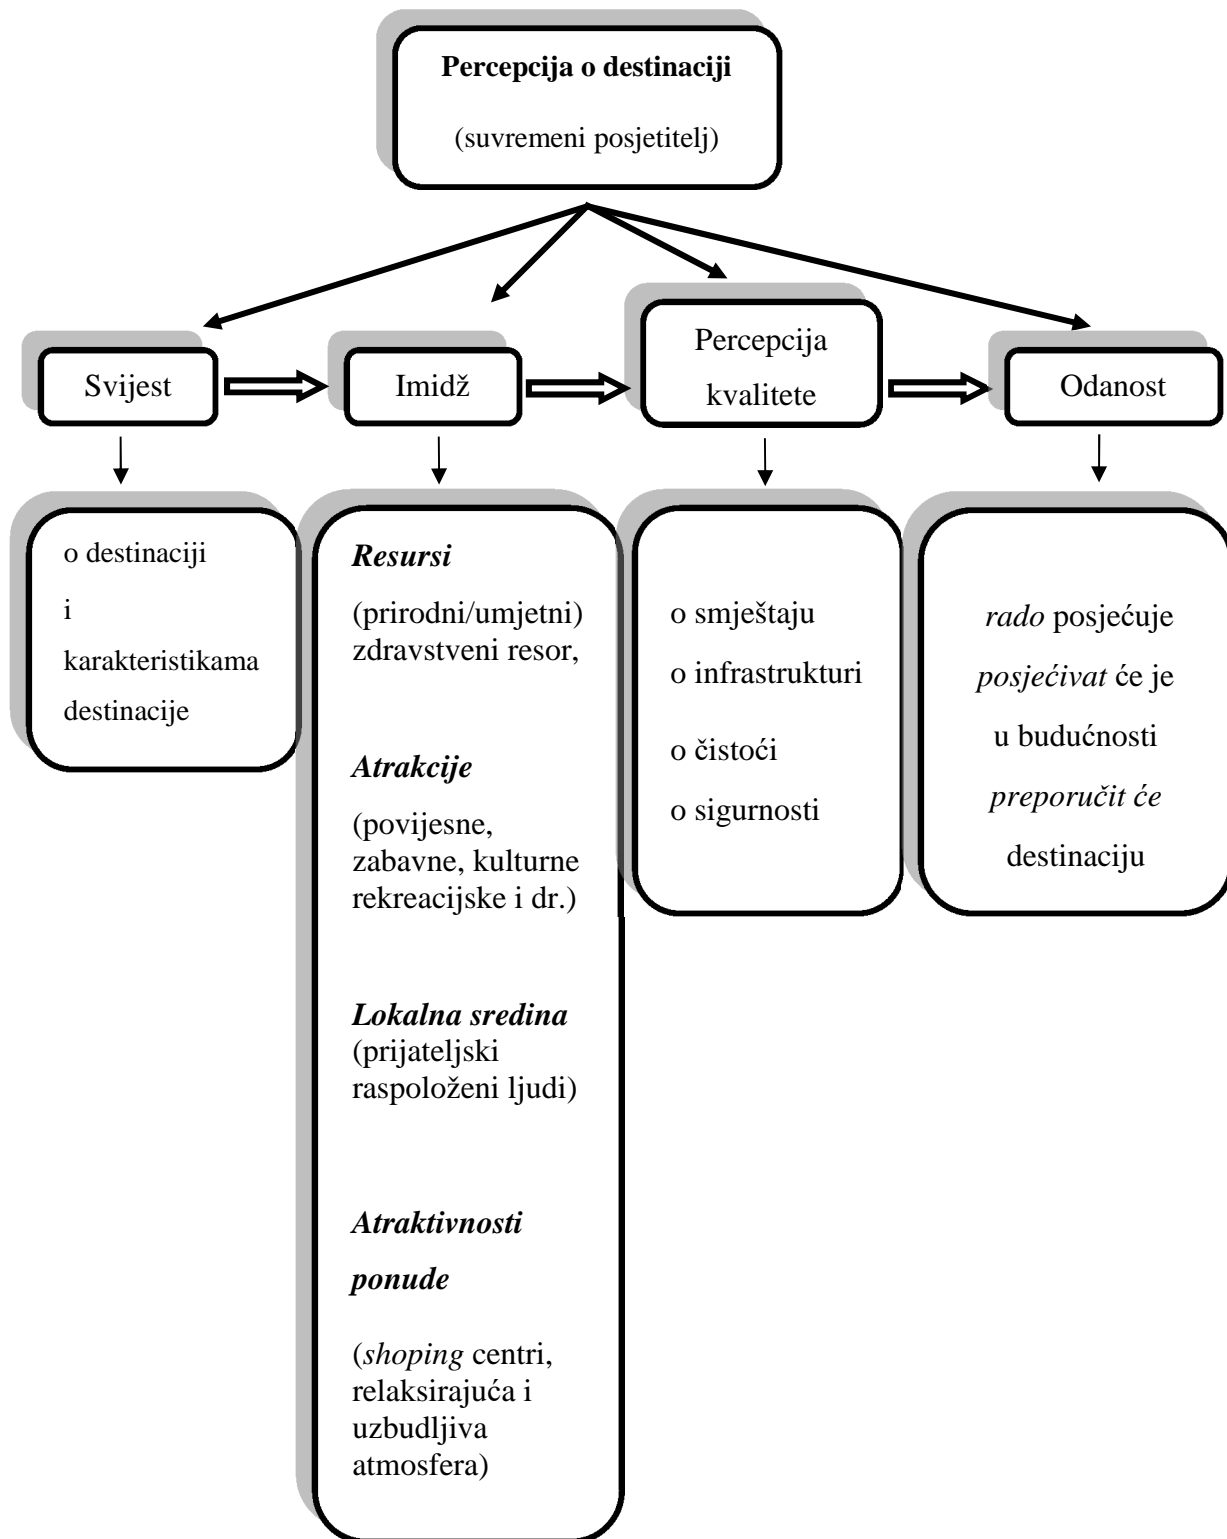 Percepcija o destinaciji
(suvremeni posjetitelj)
Svijest
Imidž
Percepcija
kvalitete
Odanost
o destinaciji
i
karakteristikama
destinacije
Resursi
(prirodni/umjetni)
zdravstveni resor,
Atrakcije
(povijesne,
zabavne, kulturne
rekreacijske i dr.)
Lokalna sredina
(prijateljski
raspoloženi ljudi)
Atraktivnosti
ponude
(shoping centri,
relaksirajuća i
uzbudljiva
atmosfera)
o smještaju
o infrastrukturi
o čistoći
o sigurnosti
rado posjećuje
posjećivat će je
u budućnosti
preporučit će
destinaciju